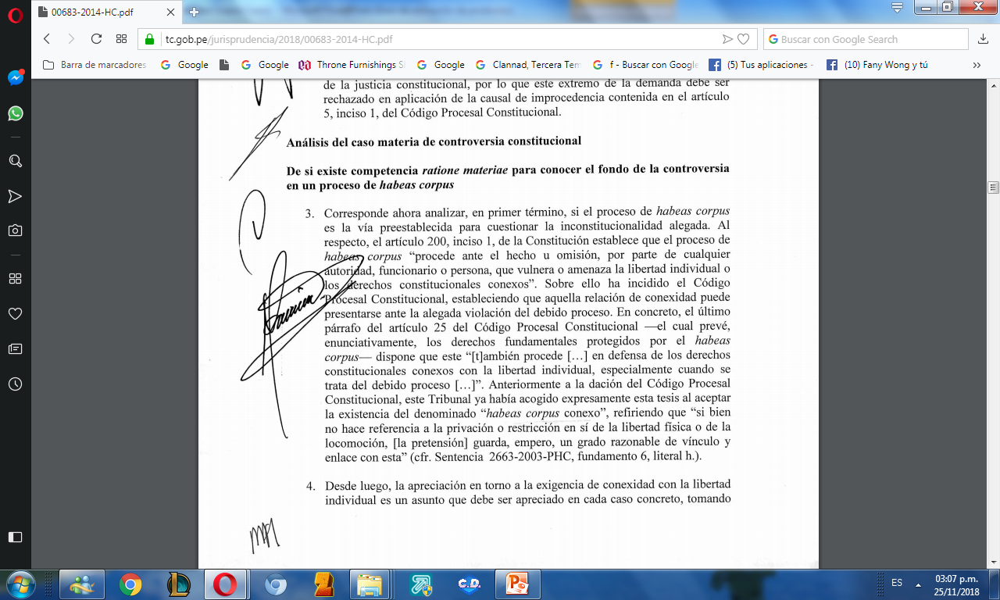 00683-2014-HC.pdf
tc.gob.pe/jurisprudencia/2018/00683-2014-HC.pdf
Buscar con Google Search
Barra de marcadores
Google
Google
Throne Furnishings S
Google
Clannad, Tercera Tem
f - Buscar con Google
(5) Tus aplicaciones -
(10) Fany Wong y tú
de la justicia constitucional, por lo que este extremo de la demanda debe ser
rechazado en aplicación de la causal de improcedencia contenida en el artículo
5, inciso 1, del Código Procesal Constitucional.
Análisis del caso materia de controversia constitucional
De si existe competencia ratione materiae para conocer el fondo de la controversia
en un proceso de habeas corpus
3. Corresponde ahora analizar, en primer término, si el proceso de habeas corpus
es la vía preestablecida para cuestionar la inconstitucionalidad alegada. Al
respecto, el artículo 200, inciso 1, de la Constitución establece que el proceso de
habeas corpus “procede ante el hecho u omisión, por parte de cualquier
autoridad, funcionario o persona, que vulnera o amenaza la libertad individual o
los derechos constitucionales conexos”. Sobre ello ha incidido el Código
Procesal Constitucional, estableciendo que aquella relación de conexidad puede
presentarse ante la alegada violación del debido proceso. En concreto, el último
párrafo del artículo 25 del Código Procesal Constitucional —el cual prevé,
enunciativamente, los derechos fundamentales protegidos por el habeas
corpus— dispone que este “[t]ambién procede […] en defensa de los derechos
constitucionales conexos con la libertad individual, especialmente cuando se
trata del debido proceso […]”. Anteriormente a la dación del Código Procesal
Constitucional, este Tribunal ya había acogido expresamente esta tesis al aceptar
la existencia del denominado “habeas corpus conexo”, refiriendo que “si bien
no hace referencia a la privación o restricción en sí de la libertad física o de la
locomoción, [la pretensión] guarda, empero, un grado razonable de vínculo y
enlace con esta” (cfr. Sentencia 2663-2003-PHC, fundamento 6, literal h.).
4. Desde luego, la apreciación en torno a la exigencia de conexidad con la libertad
individual es un asunto que debe ser apreciado en cada caso concreto, tomando
C.D.
ES
03:07 p.m.
25/11/2018